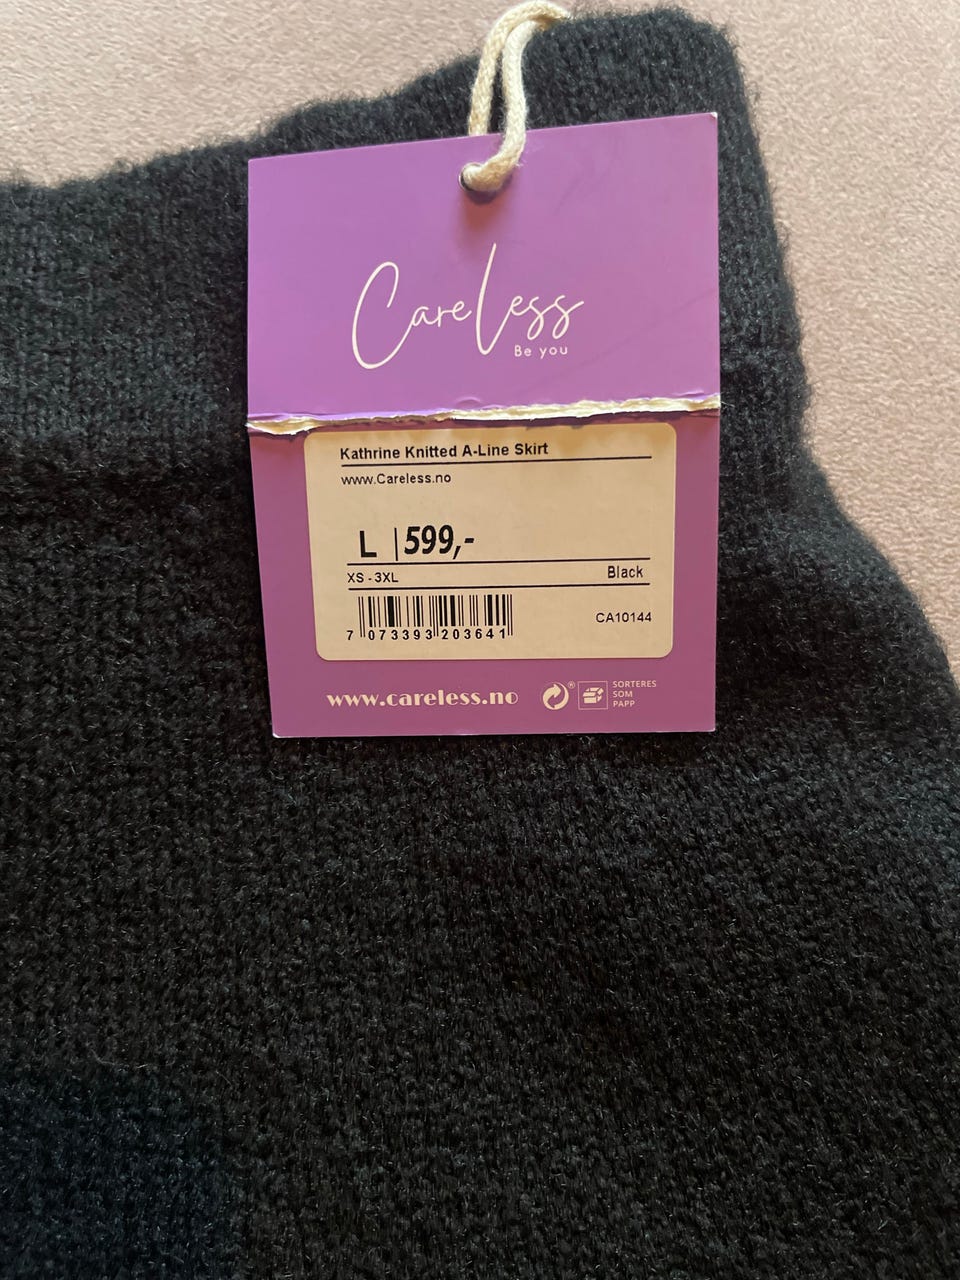 Careless
Be you
Kathrine Knitted A-Line Skirt
www.Careless.no
L | 599,-
XS - 3XL Black
7 073393 203641 CA10144
www.careless.no ® SORTERES
SOM
PAPP